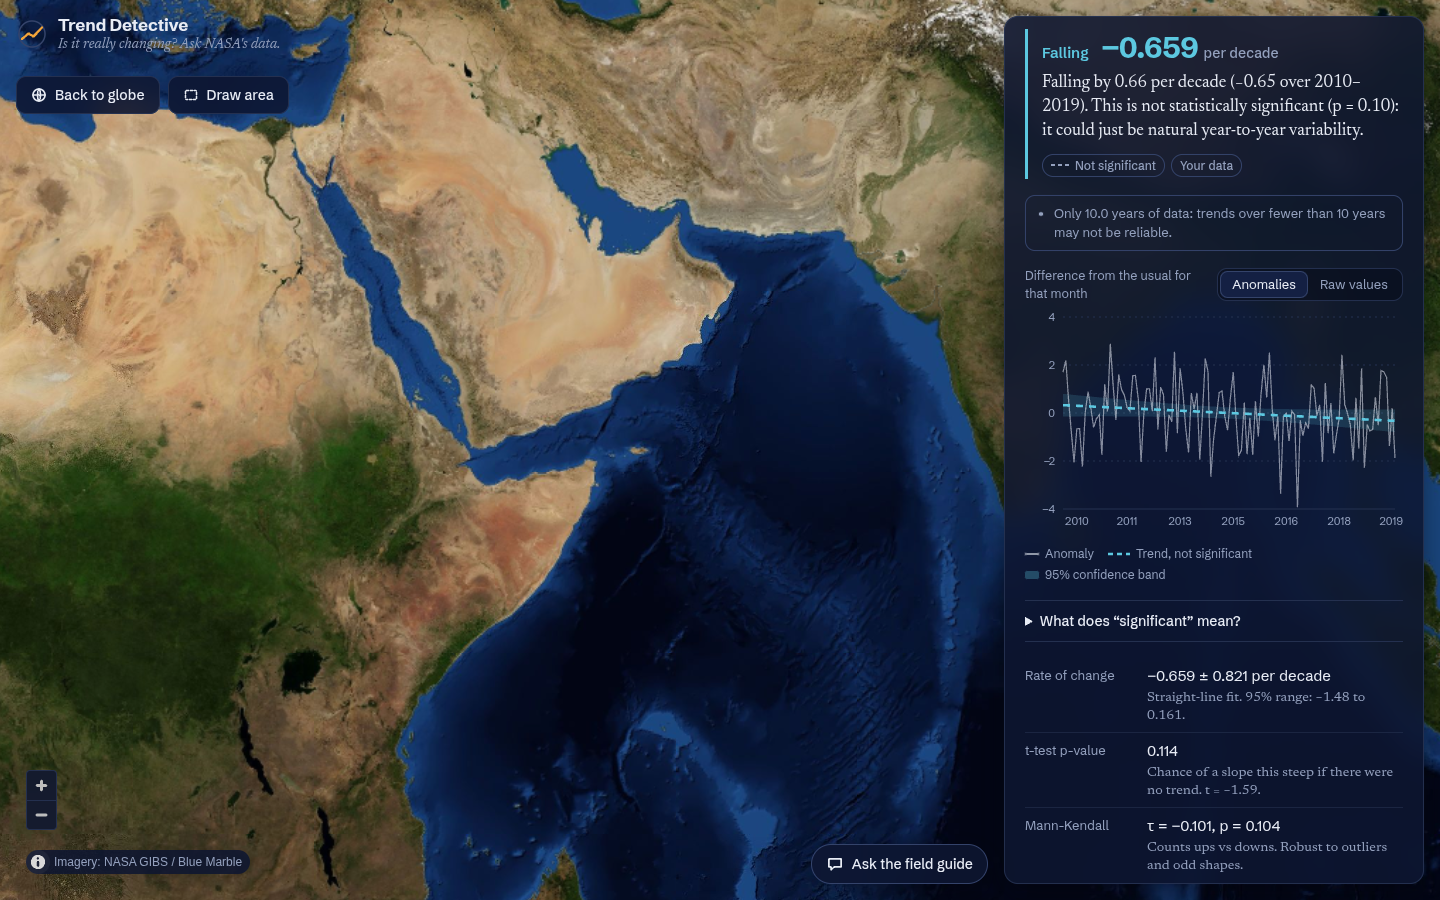 Trend Detective
Is it really changing? Ask NASA's data.
Back to globe
Draw area
Falling −0.659 per decade
Falling by 0.66 per decade (−0.65 over 2010–
2019). This is not statistically significant (p = 0.10):
it could just be natural year-to-year variability.
Not significant
Your data
• Only 10.0 years of data: trends over fewer than 10 years
may not be reliable.
Difference from the usual for
that month
Anomalies
Raw values
4
2
0
−2
−4
2010 2011 2013 2015 2016 2018 2019
Anomaly
Trend, not significant
95% confidence band
What does “significant” mean?
Rate of change
−0.659 ± 0.821 per decade
Straight-line fit. 95% range: −1.48 to
0.161.
t-test p-value
0.114
Chance of a slope this steep if there were
no trend. t = −1.59.
Mann-Kendall
τ = −0.101, p = 0.104
Counts ups vs downs. Robust to outliers
and odd shapes.
+
−
Imagery: NASA GIBS / Blue Marble
Ask the field guide